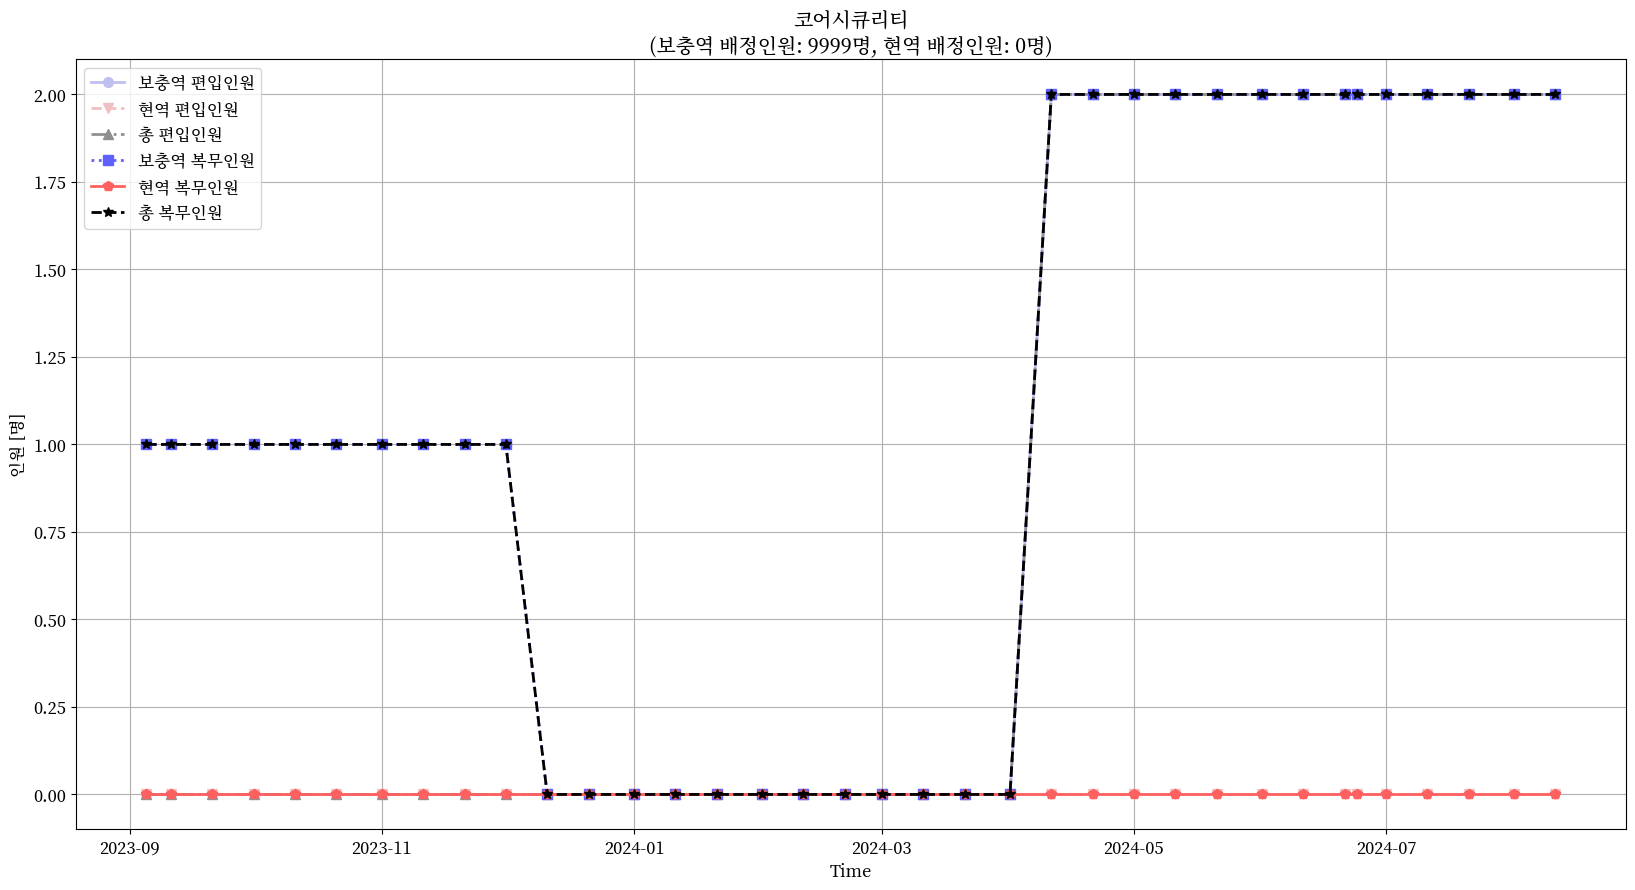 코어시큐리티
(보충역 배정인원: 9999명, 현역 배정인원: 0명)
보충역 편입인원
현역 편입인원
총 편입인원
보충역 복무인원
현역 복무인원
총 복무인원
2.00
1.75
1.50
1.25
1.00
0.75
0.50
0.25
0.00
인원 [명]
2023-09 2023-11 2024-01 2024-03 2024-05 2024-07
Time